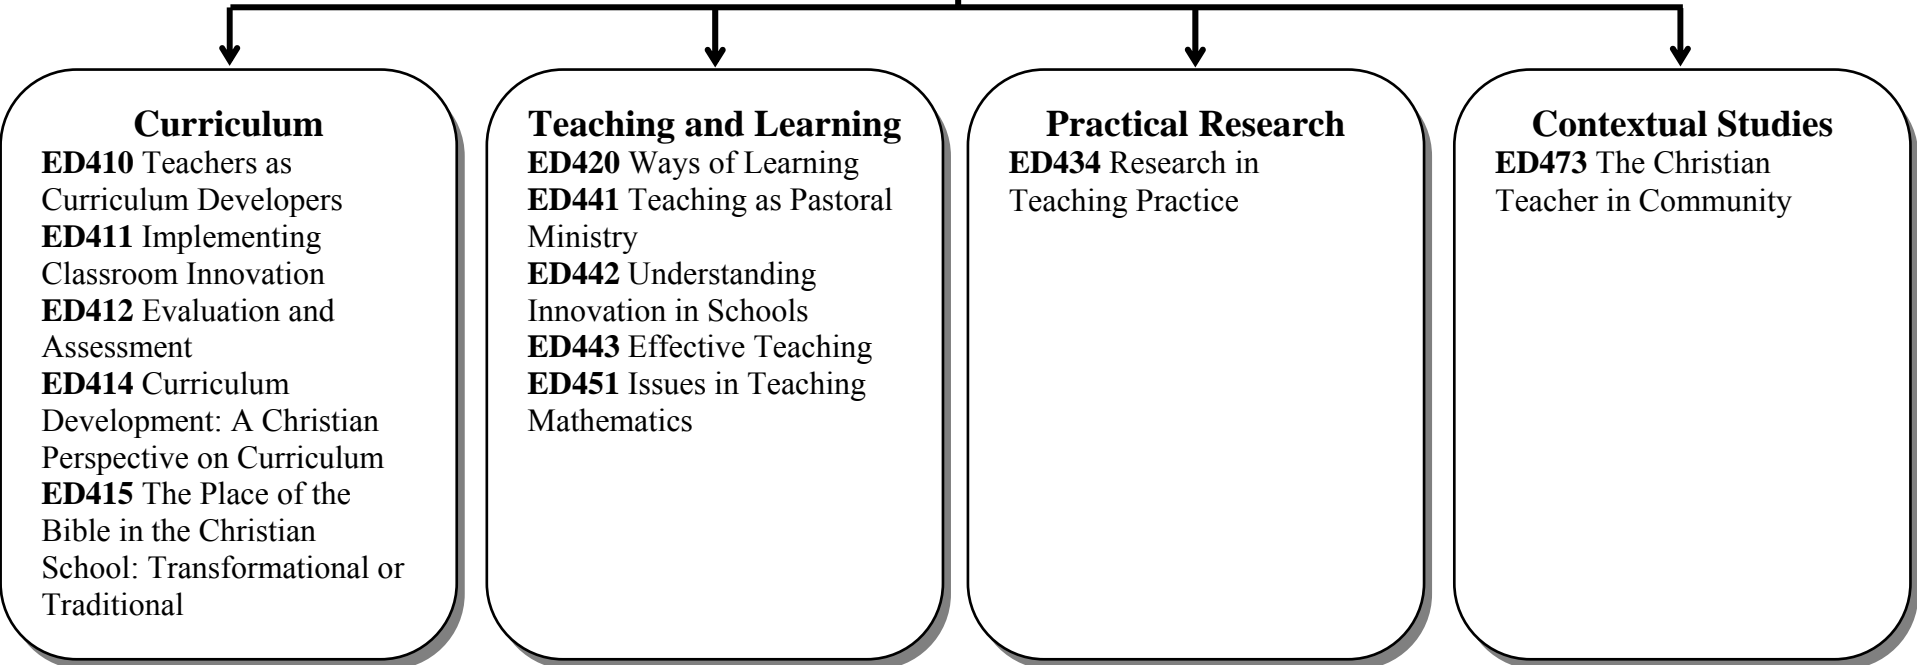 Curriculum
ED410 Teachers as
Curriculum Developers
ED411 Implementing
Classroom Innovation
ED412 Evaluation and
Assessment
ED414 Curriculum
Development: A Christian
Perspective on Curriculum
ED415 The Place of the
Bible in the Christian
School: Transformational or
Traditional
Teaching and Learning
ED420 Ways of Learning
ED441 Teaching as Pastoral
Ministry
ED442 Understanding
Innovation in Schools
ED443 Effective Teaching
ED451 Issues in Teaching
Mathematics
Practical Research
ED434 Research in
Teaching Practice
Contextual Studies
ED473 The Christian
Teacher in Community